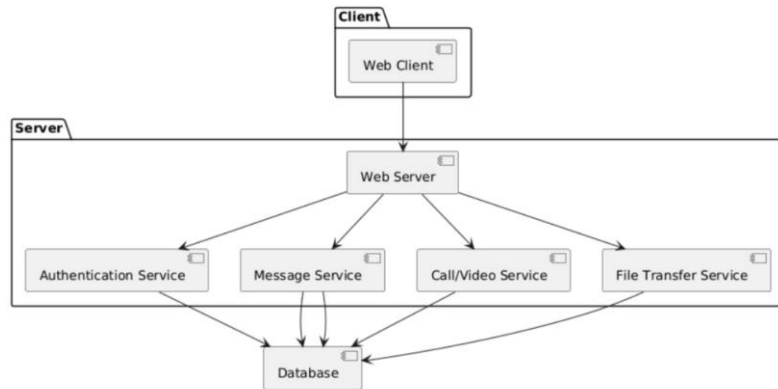 Client
Web Client
Server
Web Server
Authentication Service
Message Service
Call/Video Service
File Transfer Service
Database